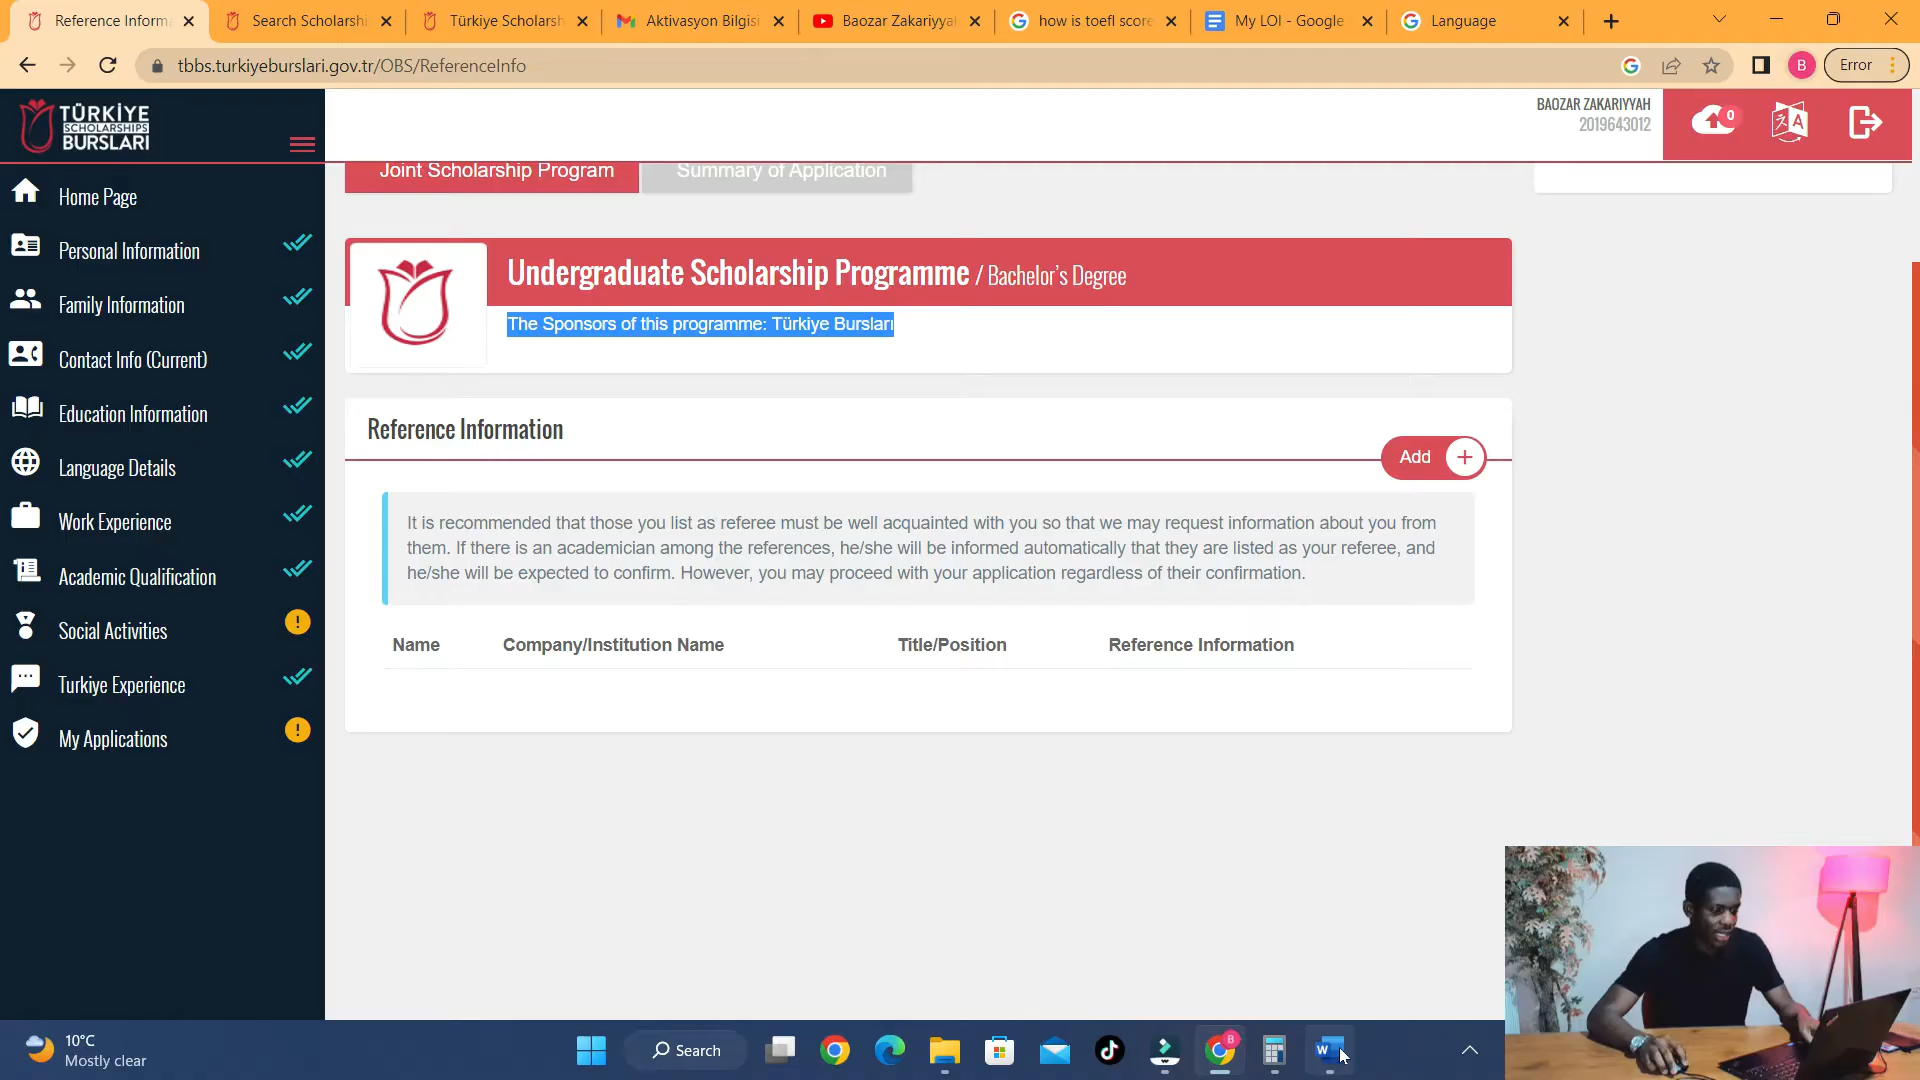 Reference Inform
Search Scholarshi
Türkiye Scholarsh
Aktivasyon Bilgisi
Baozar Zakariyya
how is toefl score
My LOI - Google
Language
tbbs.turkiyeburslari.gov.tr/OBS/ReferenceInfo
B
Error
TÜRKİYE
SCHOLARSHIPS
BURSLARI
BAOZAR ZAKARIYYAH
2019643012
0
A
Joint Scholarship Program
Summary of Application
Home Page
Personal Information
Family Information
Contact Info (Current)
Education Information
Language Details
Work Experience
Academic Qualification
Social Activities
!
Turkiye Experience
My Applications
!
Undergraduate Scholarship Programme / Bachelor's Degree
The Sponsors of this programme: Türkiye Bursları
Reference Information
Add +
It is recommended that those you list as referee must be well acquainted with you so that we may request information about you from
them. If there is an academician among the references, he/she will be informed automatically that they are listed as your referee, and
he/she will be expected to confirm. However, you may proceed with your application regardless of their confirmation.
Name Company/Institution Name Title/Position Reference Information
10°C
Mostly clear
Search
B
W